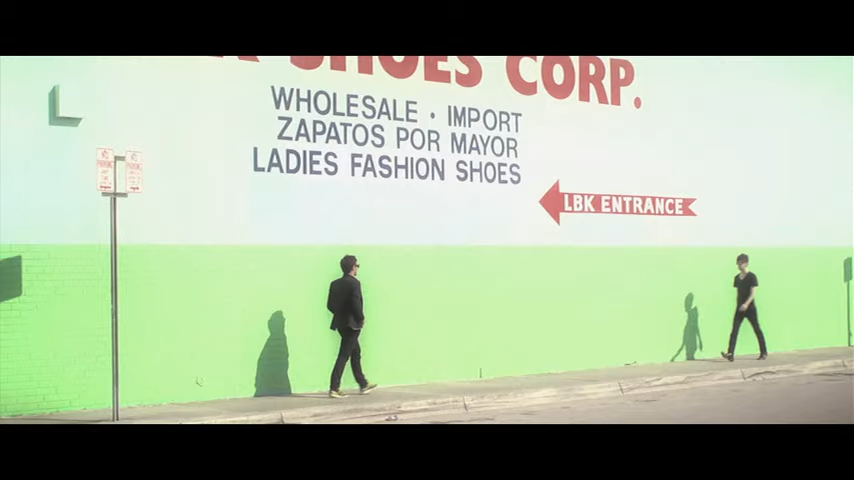 SHOES CORP.
WHOLESALE • IMPORT
ZAPATOS POR MAYOR
LADIES FASHION SHOES
LBK ENTRANCE